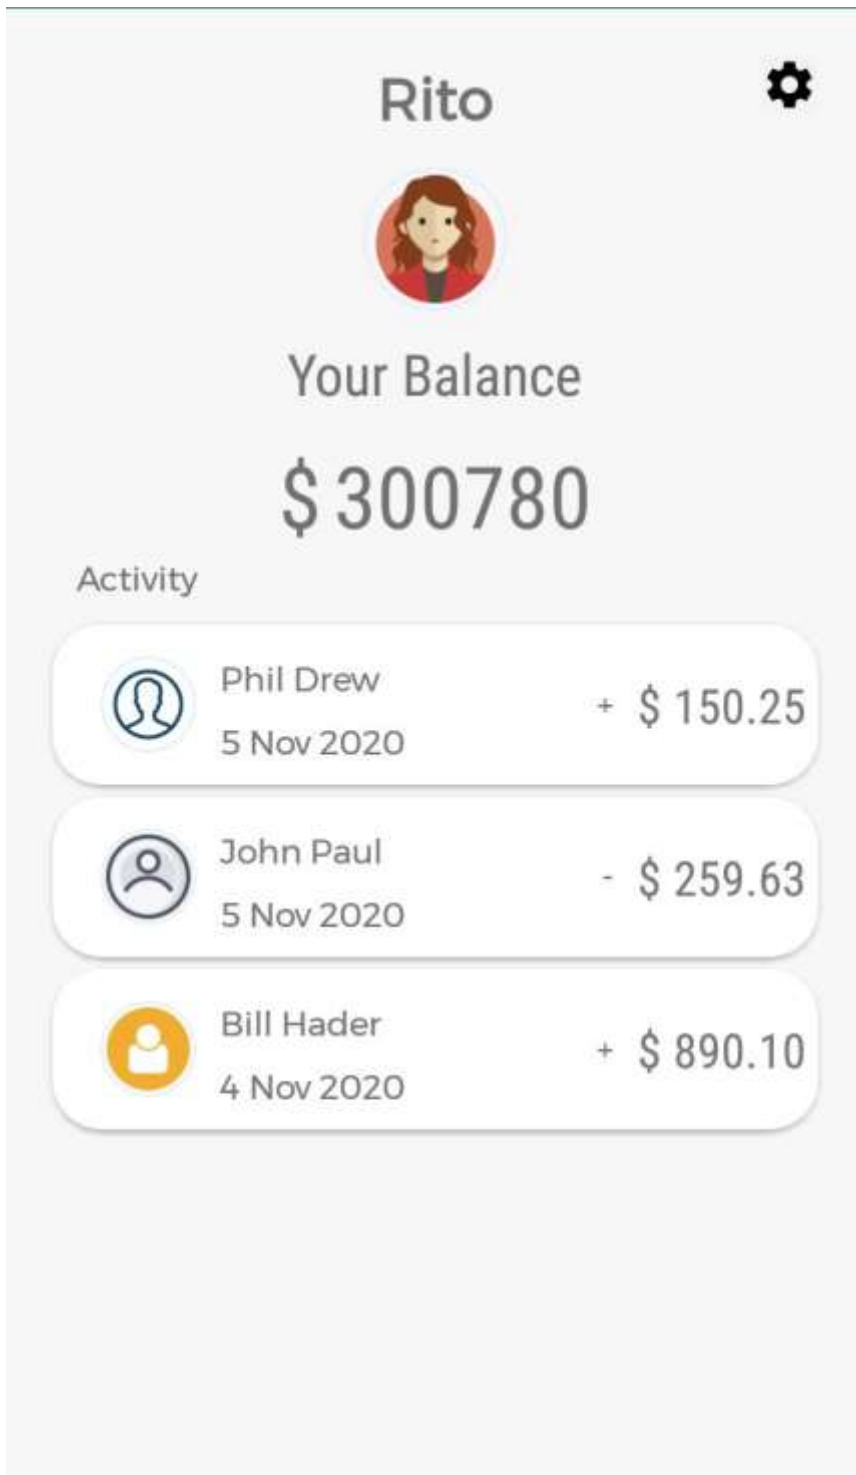 Rito
Your Balance
$ 300780
Activity
Phil Drew
+ $ 150.25
5 Nov 2020
John Paul
- $ 259.63
5 Nov 2020
Bill Hader
+ $ 890.10
4 Nov 2020